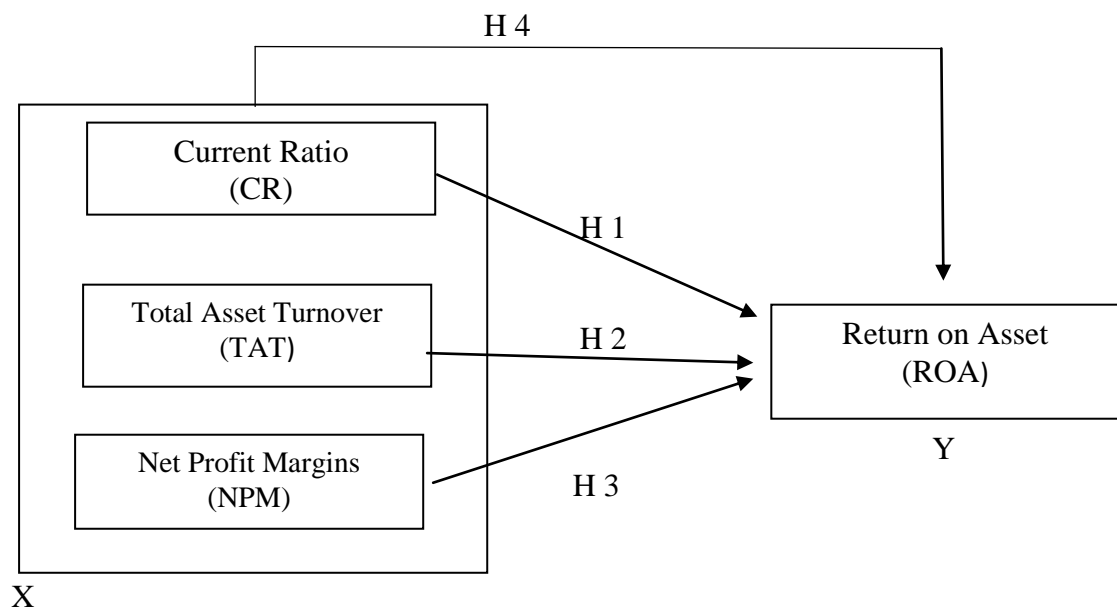 H 4
Current Ratio
(CR)
H 1
Total Asset Turnover
(TAT)
H 2
Return on Asset
(ROA)
Net Profit Margins
(NPM)
H 3
Y
X